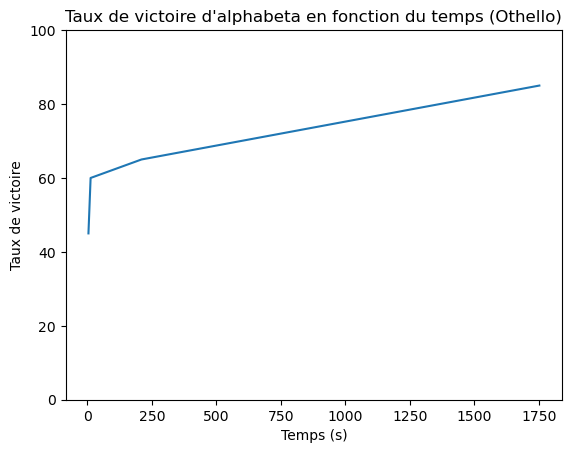 Taux de victoire d'alphabeta en fonction du temps (Othello)
100
80
60
40
20
0
Taux de victoire
0 250 500 750 1000 1250 1500 1750
Temps (s)